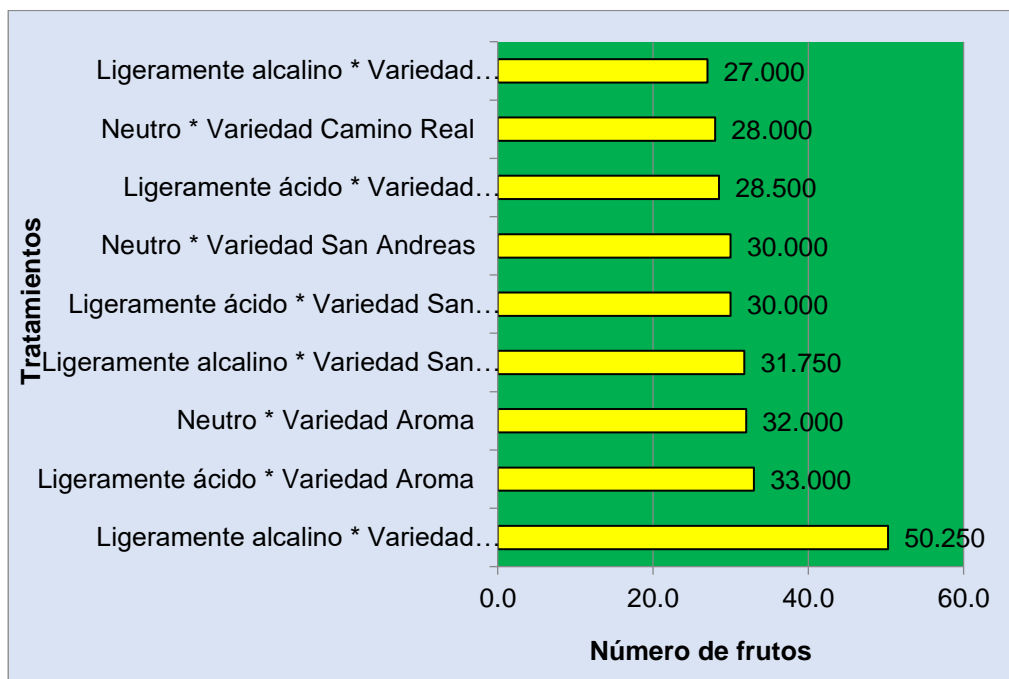 Ligeramente alcalino * Variedad… 27.000
Neutro * Variedad Camino Real 28.000
Ligeramente ácido * Variedad… 28.500
Neutro * Variedad San Andreas 30.000
Ligeramente ácido * Variedad San… 30.000
Ligeramente alcalino * Variedad San… 31.750
Neutro * Variedad Aroma 32.000
Ligeramente ácido * Variedad Aroma 33.000
Ligeramente alcalino * Variedad… 50.250
Tratamientos
0.0 20.0 40.0 60.0
Número de frutos